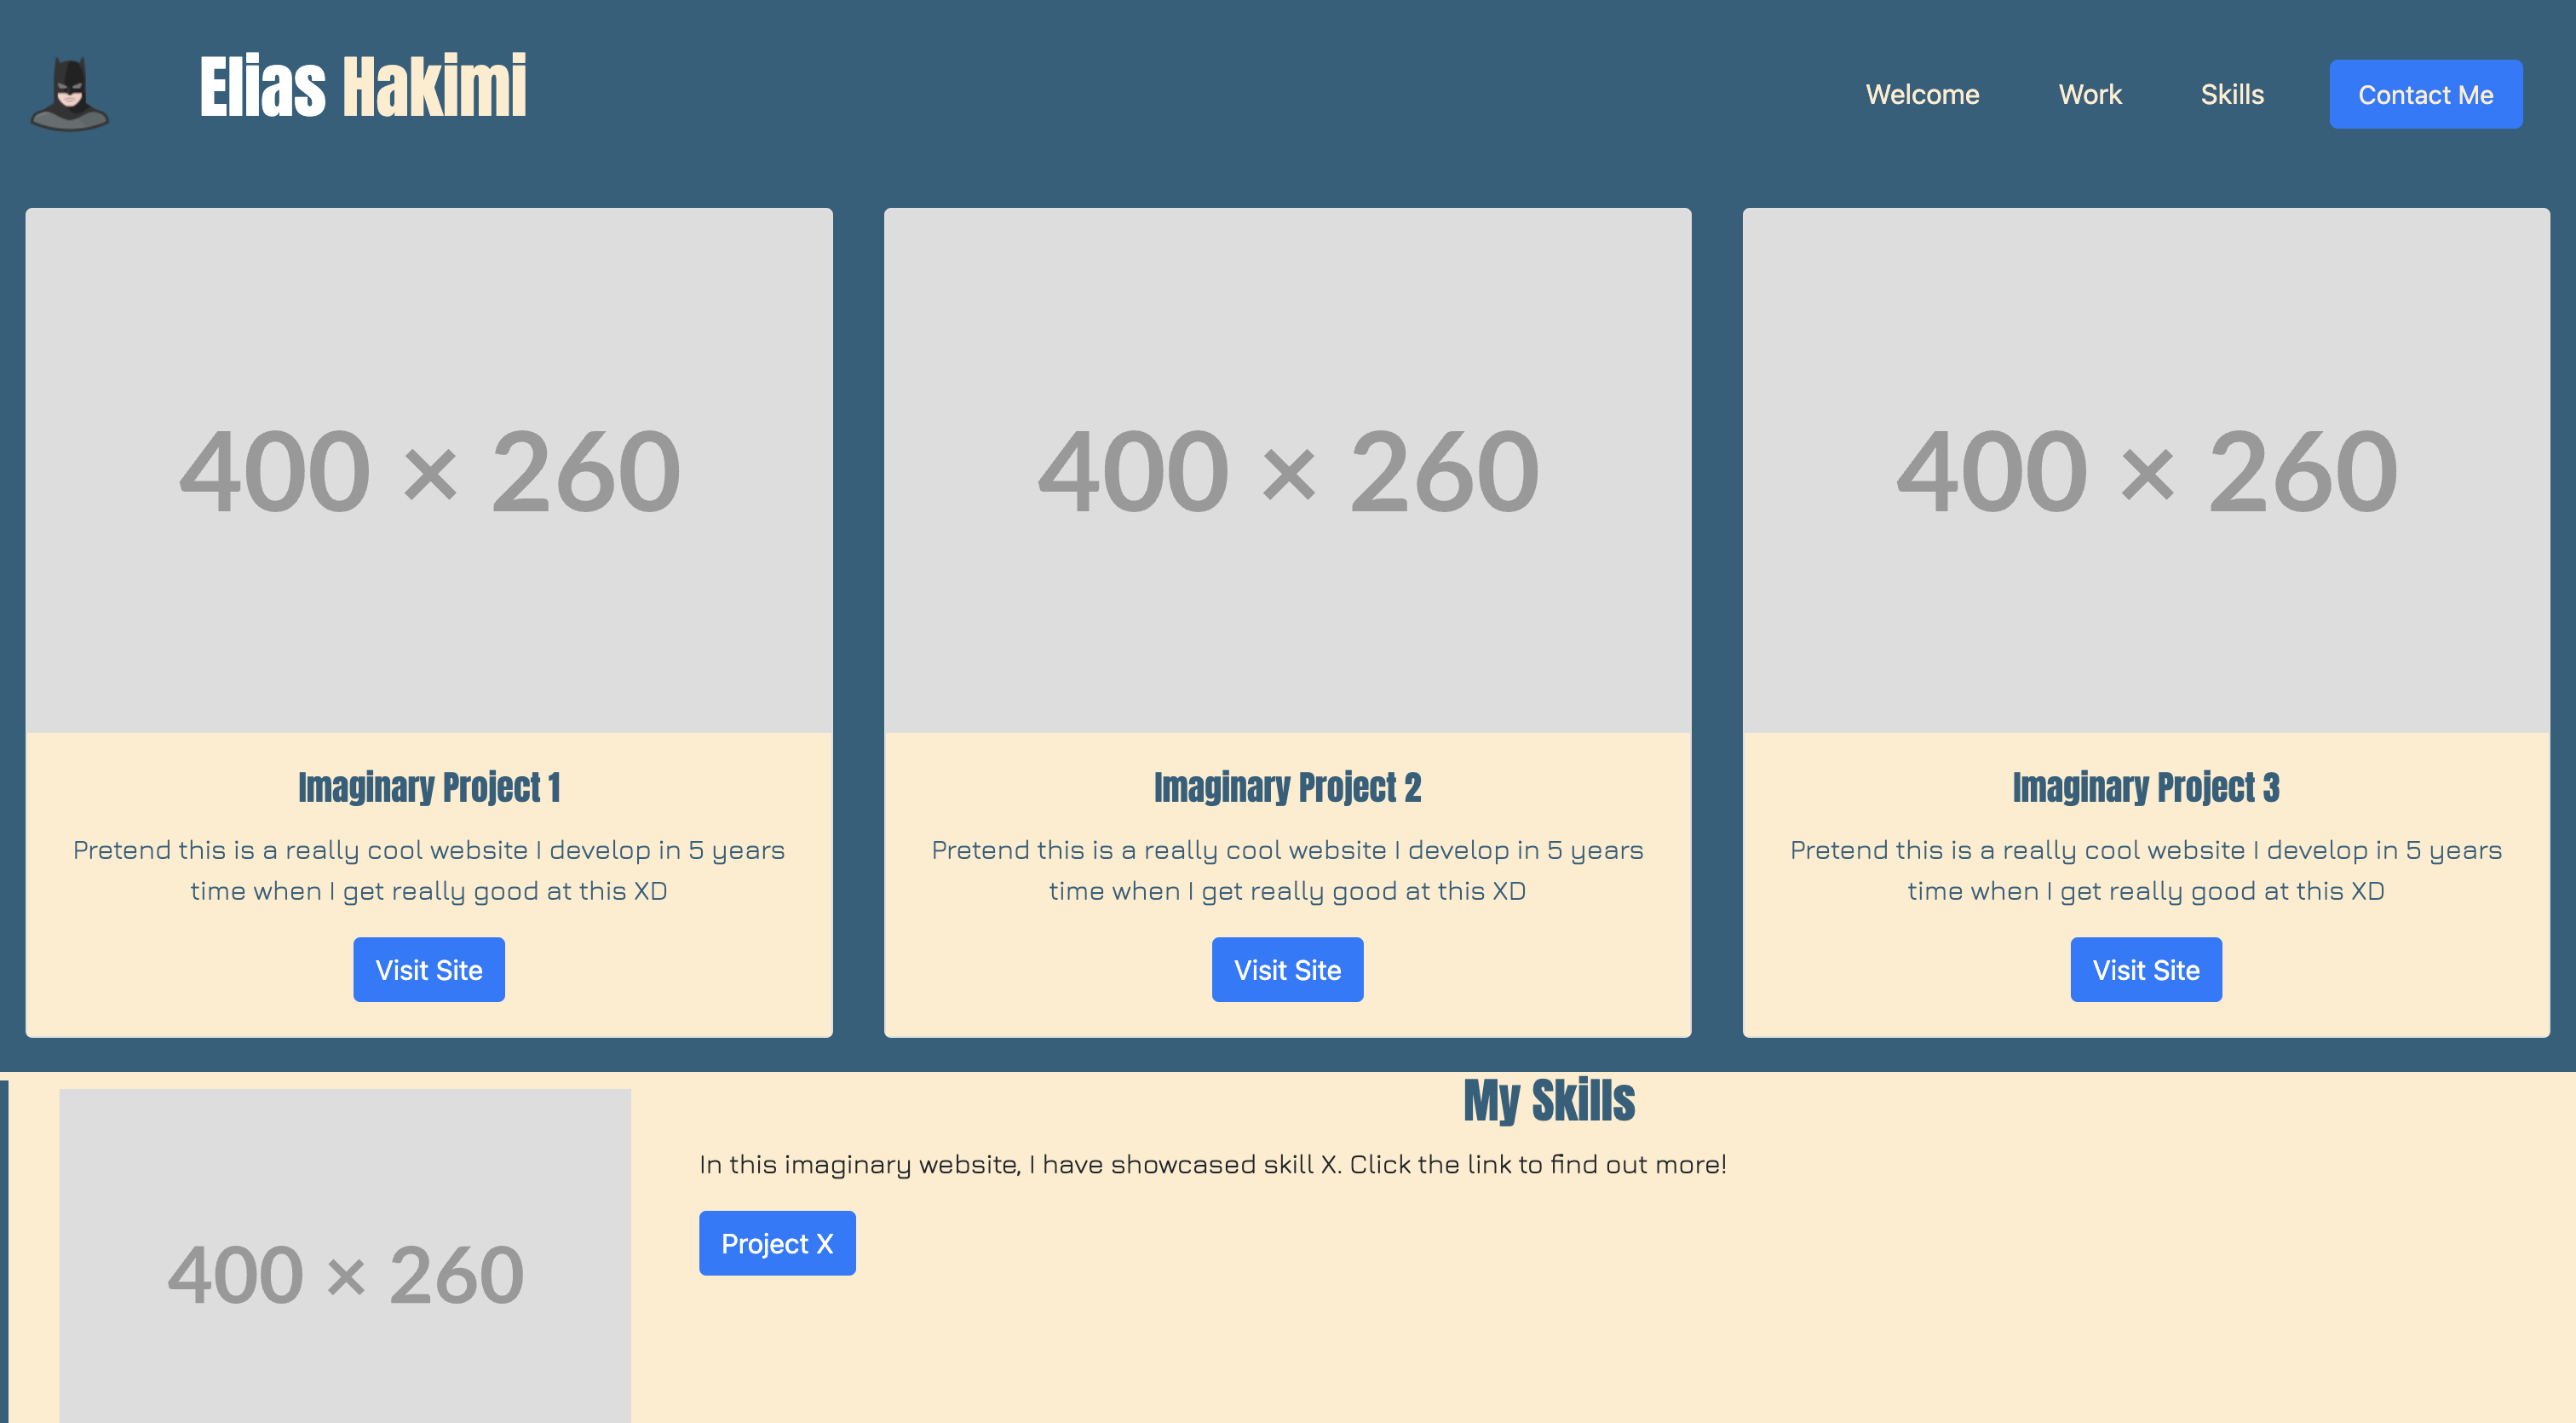 Elias Hakimi
Welcome Work Skills Contact Me
400 × 260
400 × 260
400 × 260
Imaginary Project 1
Pretend this is a really cool website I develop in 5 years
time when I get really good at this XD
Visit Site
Imaginary Project 2
Pretend this is a really cool website I develop in 5 years
time when I get really good at this XD
Visit Site
Imaginary Project 3
Pretend this is a really cool website I develop in 5 years
time when I get really good at this XD
Visit Site
400 × 260
My Skills
In this imaginary website, I have showcased skill X. Click the link to find out more!
Project X